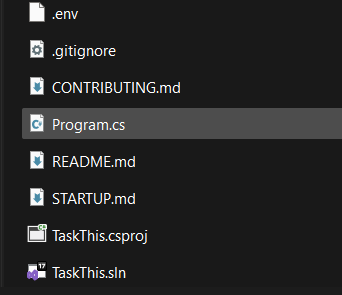 .env
.gitignore
CONTRIBUTING.md
Program.cs
README.md
STARTUP.md
TaskThis.csproj
TaskThis.sln